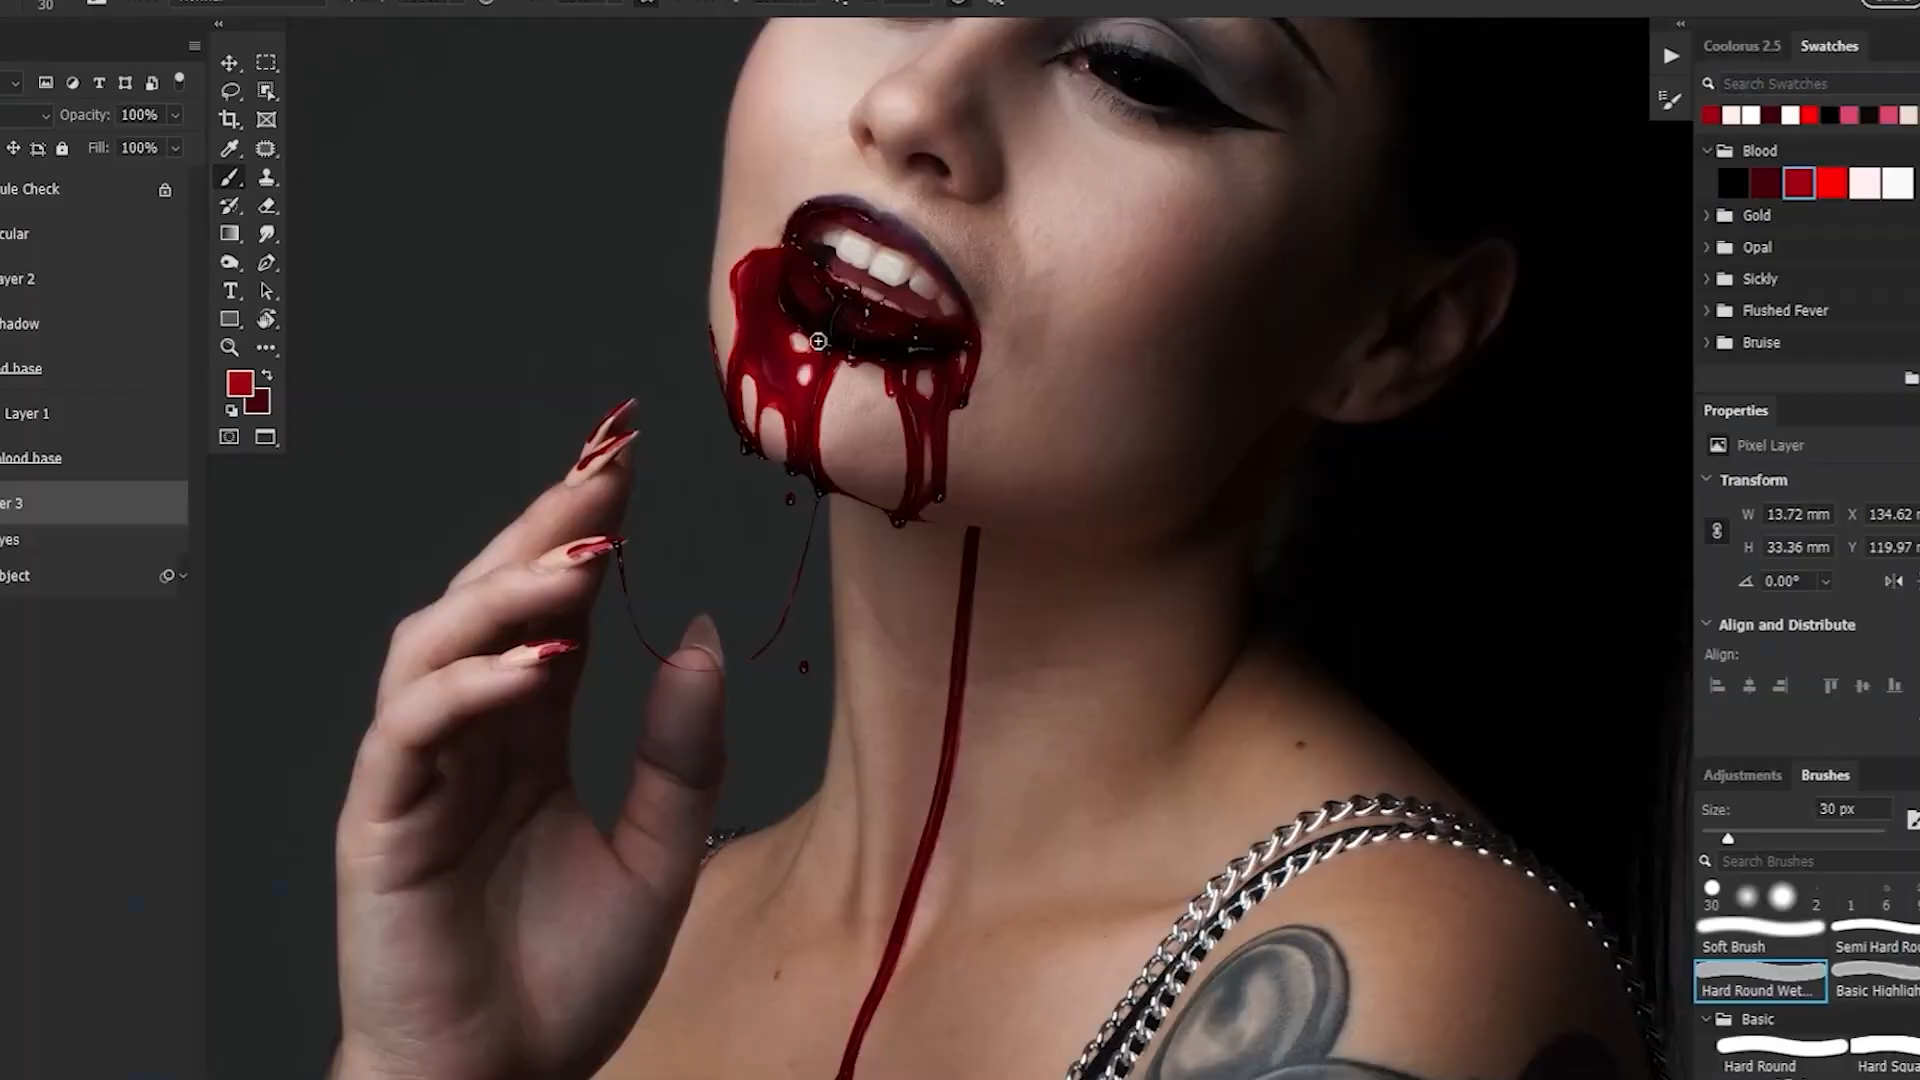 30
Coolorus 2.5 Swatches
Search Swatches
Opacity: 100%
Fill: 100%
Blood
Gold
Opal
Sickly
Flushed Fever
Bruise
ule Check
cular
ayer 2
hadow
d base
Layer 1
lood base
er 3
yes
bject
Properties
Pixel Layer
Transform
W 13.72 mm X 134.62 m
H 33.36 mm Y 119.97 m
0.00°
Align and Distribute
Align:
Adjustments Brushes
Size: 30 px
Search Brushes
30 2 1 6
Soft Brush Semi Hard Rou
Hard Round Wet... Basic Highligh
Basic
Hard Round Hard Squa